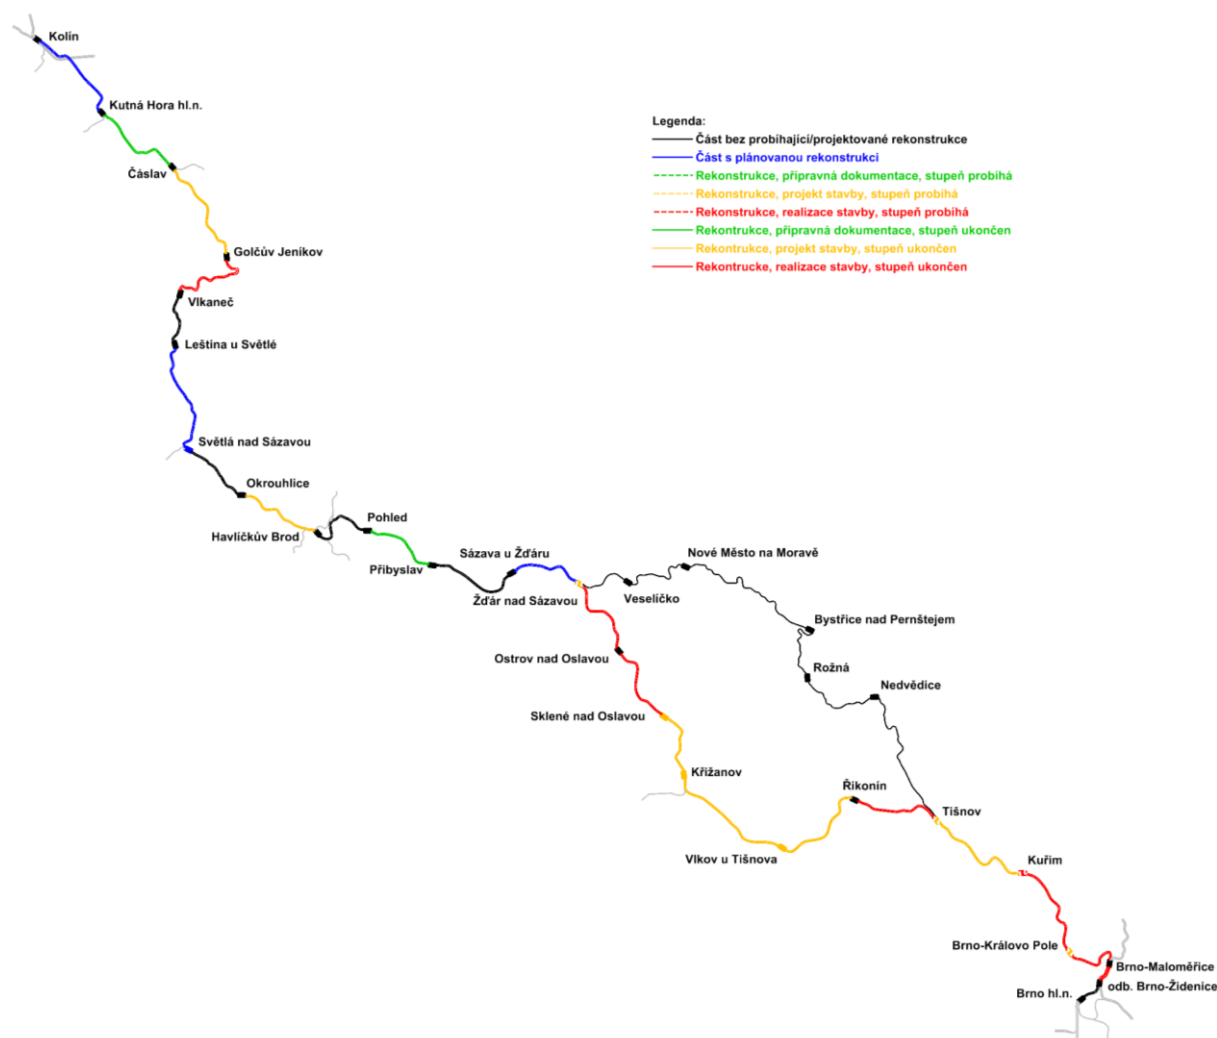 Kolín
Kutná Hora hl.n.
Čáslav
Golčův Jeníkov
Vlkaneč
Leština u Světlé
Světlá nad Sázavou
Okrouhlice
Havlíčkův Brod
Pohled
Přibyslav
Sázava u Žďáru
Žďár nad Sázavou
Veselíčko
Nové Město na Moravě
Bystřice nad Pernštejem
Rožná
Nedvědice
Ostrov nad Oslavou
Sklené nad Oslavou
Křižanov
Vlkov u Tišnova
Řikonín
Tišnov
Kuřim
Brno-Královo Pole
Brno-Maloměřice
odb. Brno-Židenice
Brno hl.n.
Legenda:
Část bez probíhající/projektované rekonstrukce
Část s plánovanou rekonstrukcí
Rekonstrukce, přípravná dokumentace, stupeň probíhá
Rekonstrukce, projekt stavby, stupeň probíhá
Rekonstrukce, realizace stavby, stupeň probíhá
Rekontrukce, přípravná dokumentace, stupeň ukončen
Rekontrukce, projekt stavby, stupeň ukončen
Rekontrucke, realizace stavby, stupeň ukončen